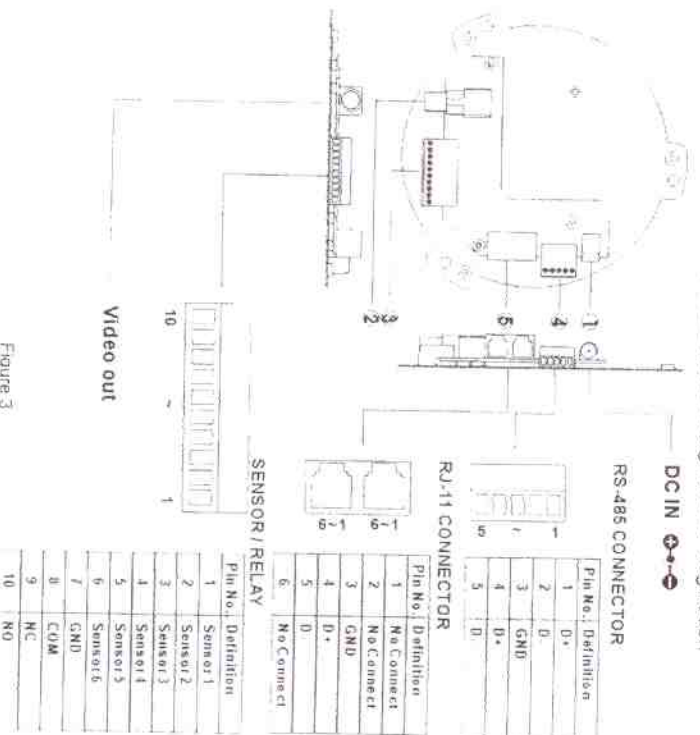 DC IN
RS-485 CONNECTOR
1
~
5
Pin No. Definition
1 D+
2 D-
3 GND
4 D+
5 D-
RJ-11 CONNECTOR
6~1
6~1
Pin No. Definition
1 No Connect
2 No Connect
3 GND
4 D+
5 D-
6 No Connect
SENSOR / RELAY
Pin No. Definition
1 Sensor1
2 Sensor2
3 Sensor3
4 Sensor4
5 Sensor5
6 Sensor6
7 GND
8 COM
9 NC
10 NO
1
4
5
3
2
10 ~ 1
Video out
Figure 3